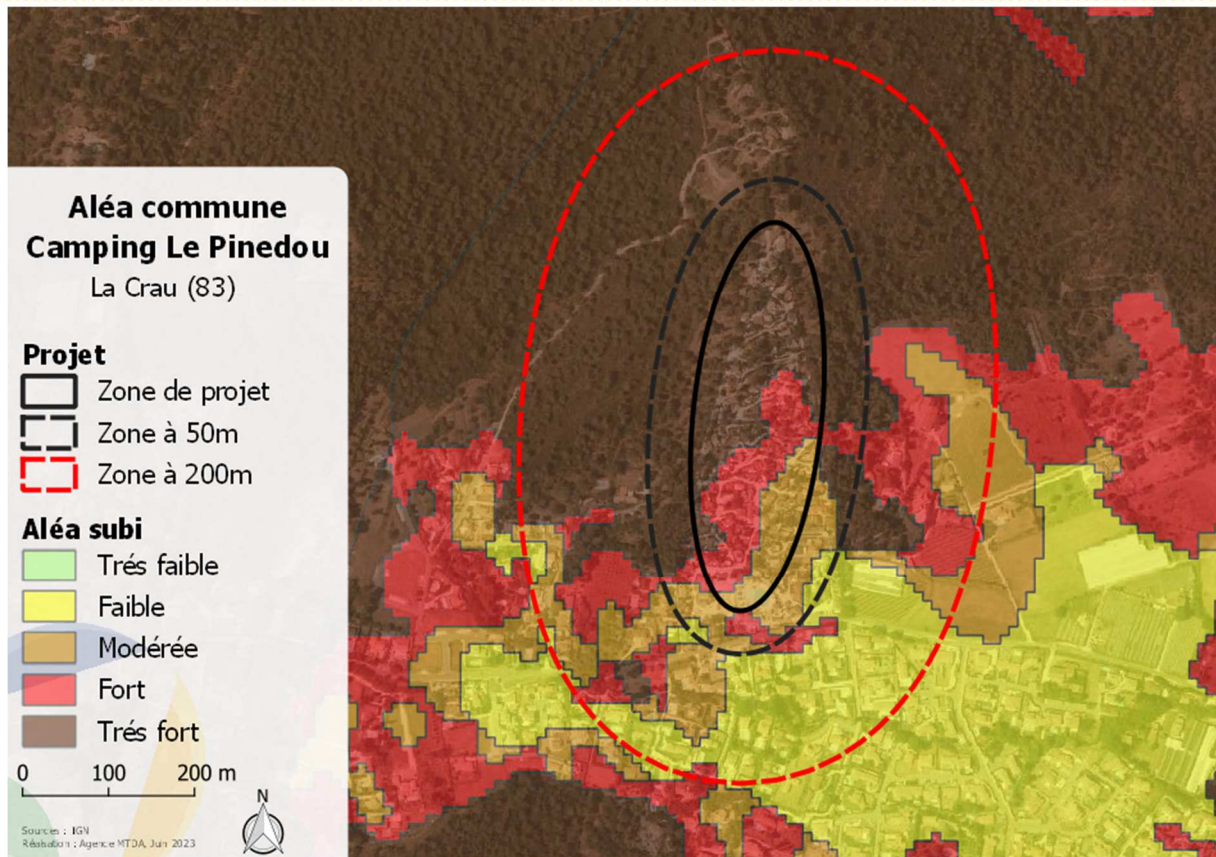 Aléa commune
Camping Le Pinedou
La Crau (83)
Projet
Zone de projet
Zone à 50m
Zone à 200m
Aléa subi
Trés faible
Faible
Modérée
Fort
Trés fort
0 100 200 m
N
Sources : IGN
Réalisation : Agence MTDA, Juin 2023